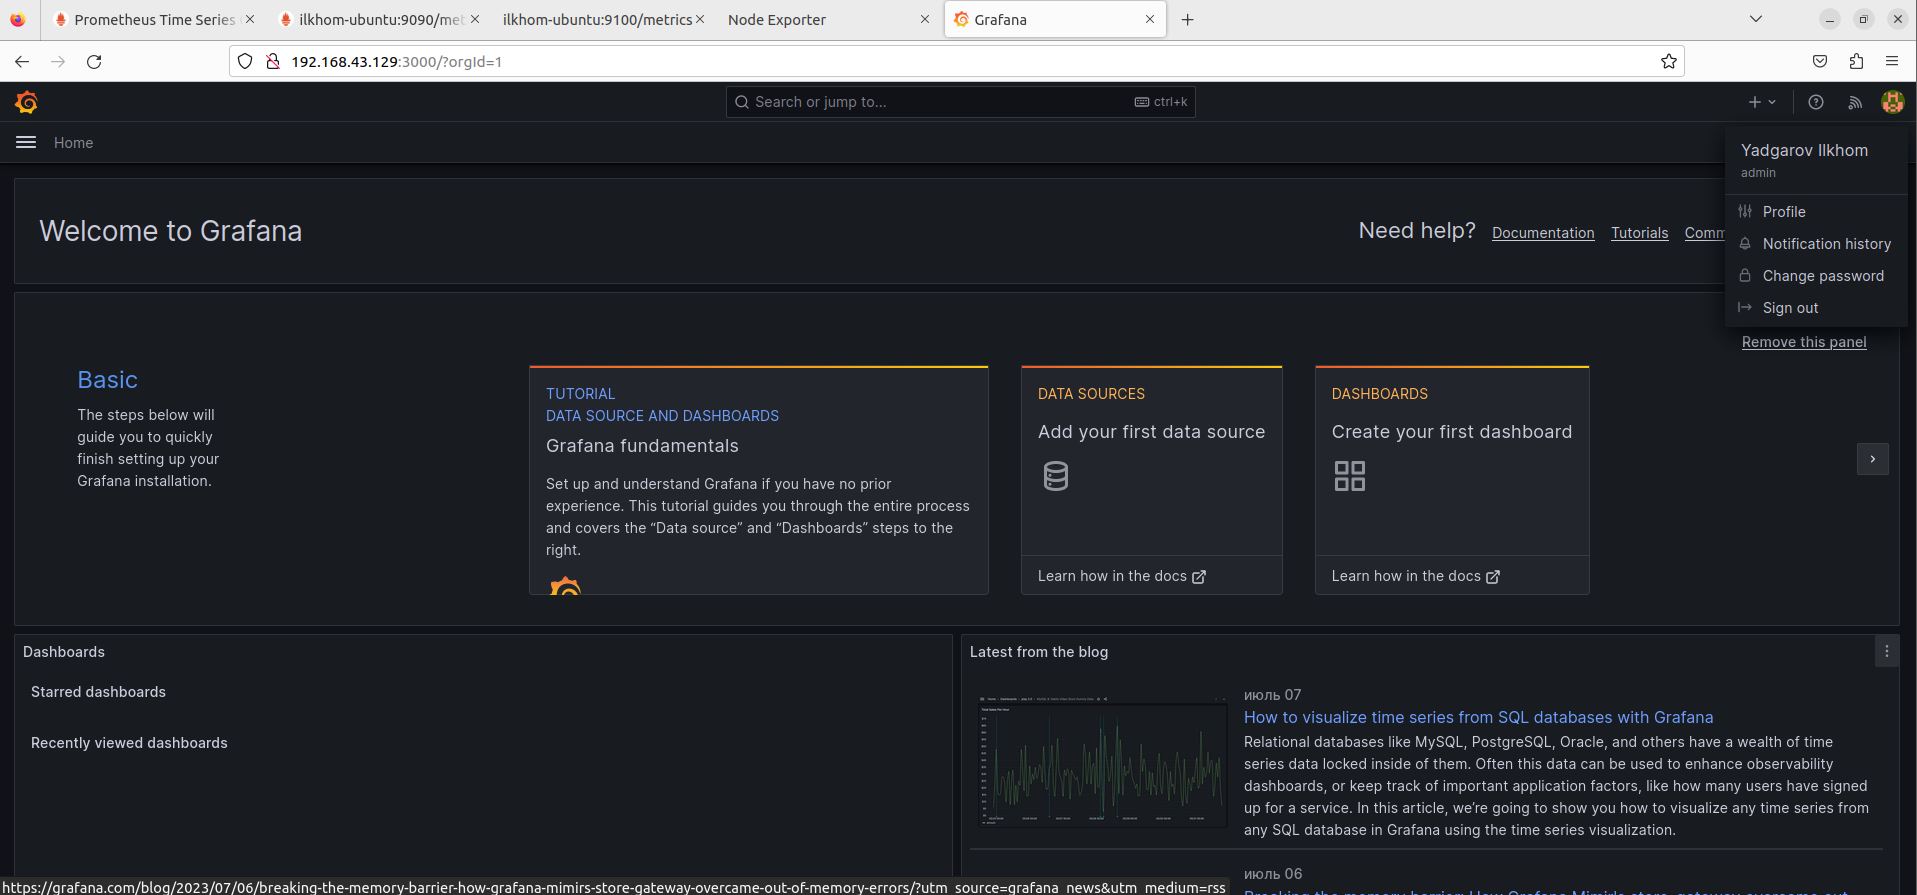 Prometheus Time Series
ilkhom-ubuntu:9090/met
ilkhom-ubuntu:9100/metrics
Node Exporter
Grafana
192.168.43.129:3000/?orgId=1
Search or jump to...
ctrl+k
Home
Yadgarov Ilkhom
admin
Profile
Notification history
Change password
Sign out
Welcome to Grafana
Need help?
Documentation
Tutorials
Comm
Remove this panel
Basic
The steps below will
guide you to quickly
finish setting up your
Grafana installation.
TUTORIAL
DATA SOURCE AND DASHBOARDS
Grafana fundamentals
Set up and understand Grafana if you have no prior
experience. This tutorial guides you through the entire process
and covers the “Data source” and “Dashboards” steps to the
right.
DATA SOURCES
Add your first data source
Learn how in the docs
DASHBOARDS
Create your first dashboard
Learn how in the docs
Dashboards
Starred dashboards
Recently viewed dashboards
Latest from the blog
июль 07
How to visualize time series from SQL databases with Grafana
Relational databases like MySQL, PostgreSQL, Oracle, and others have a wealth of time
series data locked inside of them. Often this data can be used to enhance observability
dashboards, or keep track of important application factors, like how many users have signed
up for a service. In this article, we’re going to show you how to visualize any time series from
any SQL database in Grafana using the time series visualization.
июль 06
Breaking the memory barrier: How Grafana Mimir’s store-gateway overcame out
https://grafana.com/blog/2023/07/06/breaking-the-memory-barrier-how-grafana-mimirs-store-gateway-overcame-out-of-memory-errors/?utm_source=grafana_news&utm_medium=rss